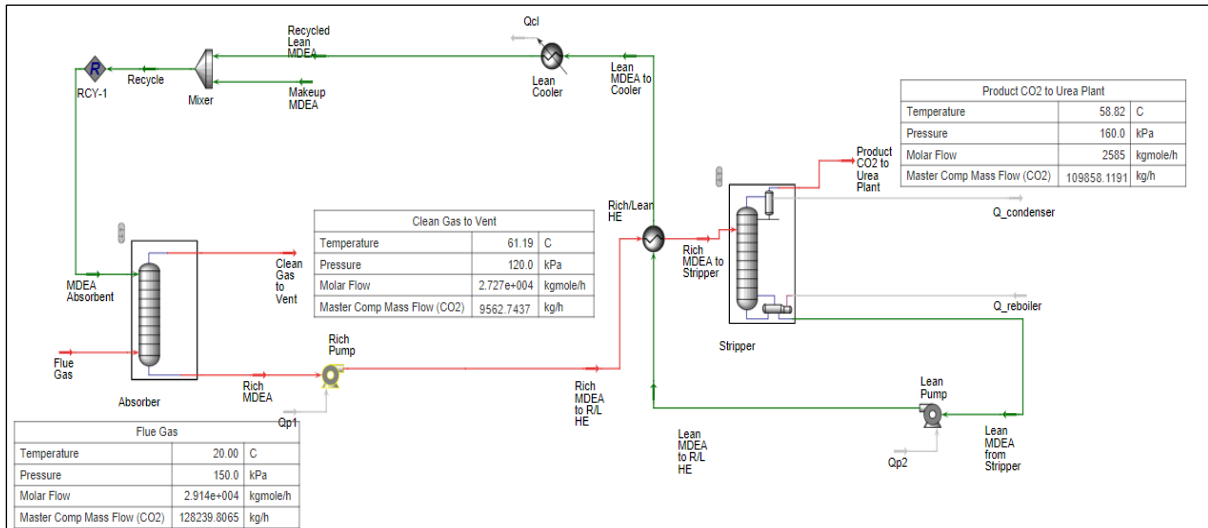 Qcl
Recycled
Lean
MDEA
Recycle
RCY-1
Mixer
Makeup
MDEA
Lean
Cooler
Lean
MDEA to
Cooler
Product CO2 to Urea Plant
Temperature 58.82 C
Pressure 160.0 kPa
Molar Flow 2585 kgmole/h
Master Comp Mass Flow (CO2) 109858.1191 kg/h
Product
CO2 to
Urea
Plant
Q_condenser
Rich/Lean
HE
Rich
MDEA to
Stripper
Clean Gas to Vent
Temperature 61.19 C
Pressure 120.0 kPa
Molar Flow 2.727e+004 kgmole/h
Master Comp Mass Flow (CO2) 9562.7437 kg/h
MDEA
Absorbent
Clean
Gas to
Vent
Q_reboiler
Stripper
Flue
Gas
Absorber
Rich
MDEA
Rich
Pump
Qp1
Rich
MDEA
to R/L
HE
Lean
MDEA
to R/L
HE
Lean
Pump
Qp2
Lean
MDEA
from
Stripper
Flue Gas
Temperature 20.00 C
Pressure 150.0 kPa
Molar Flow 2.914e+004 kgmole/h
Master Comp Mass Flow (CO2) 128239.8065 kg/h